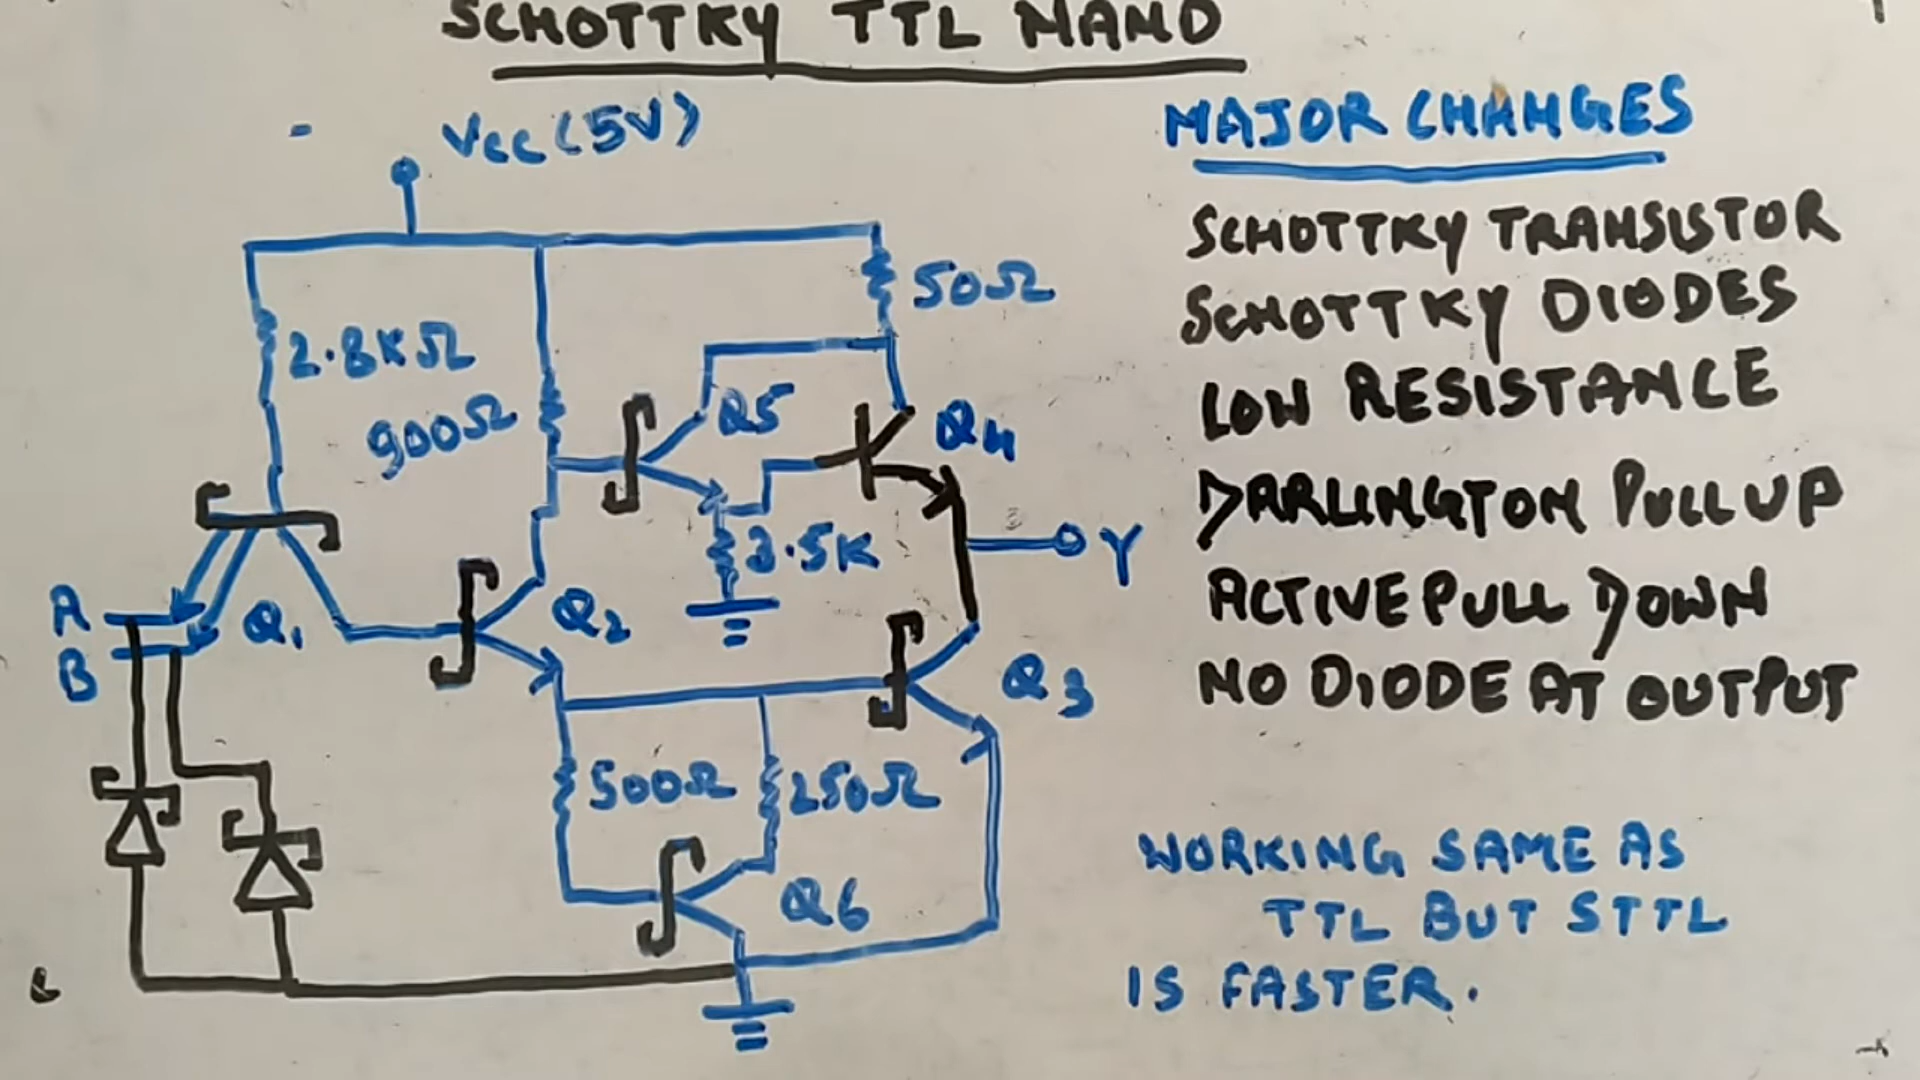 SCHOTTKY TTL NAND
VCC (5V)
2.8KΩ
900Ω
50Ω
Q5
Q4
3.5K
Y
A
B
Q1
Q2
Q3
500Ω
250Ω
Q6
MAJOR CHANGES
SCHOTTKY TRANSISTOR
SCHOTTKY DIODES
LOW RESISTANCE
DARLINGTON PULL UP
ACTIVE PULL DOWN
NO DIODE AT OUTPUT
WORKING SAME AS
TTL BUT STTL
IS FASTER.